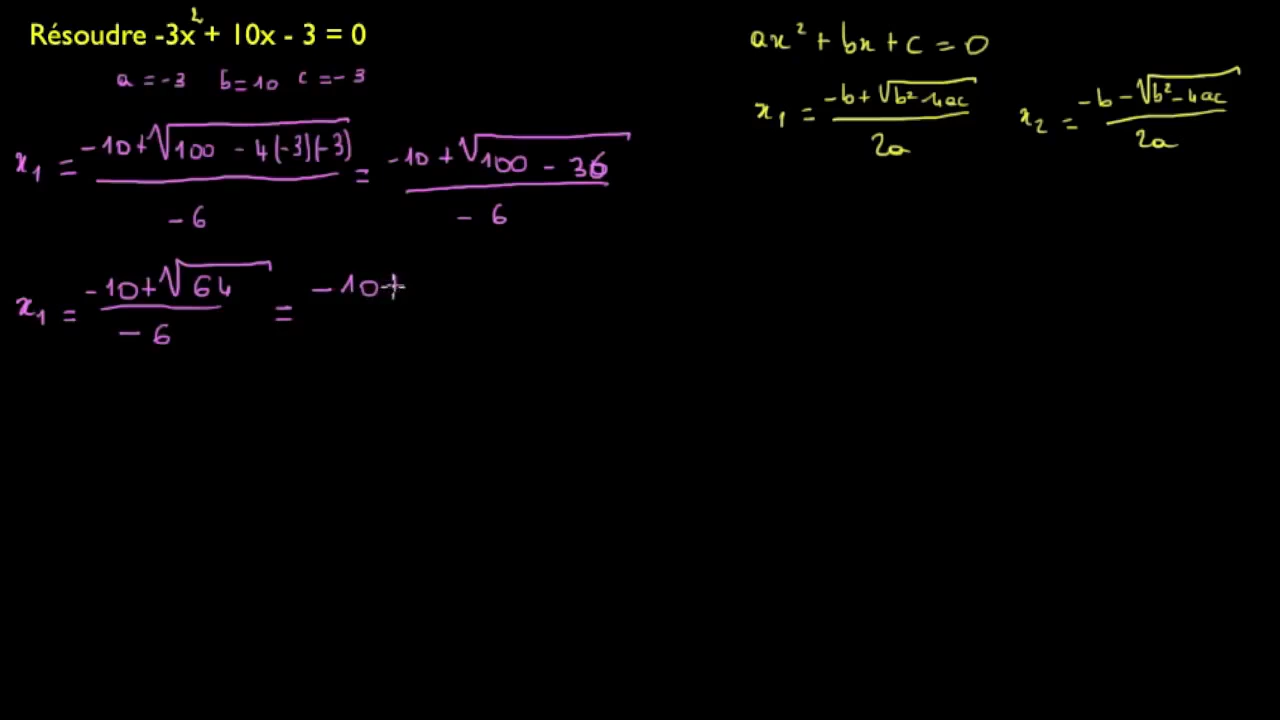 Résoudre -3x² + 10x - 3 = 0
a = -3 b = 10 c = -3
x₁ = (-10 + √(100 - 4(-3)(-3))) / -6 = (-10 + √(100 - 36)) / -6
x₁ = (-10 + √64) / -6 = -10 +
ax² + bx + c = 0
x₁ = (-b + √(b² - 4ac)) / 2a x₂ = (-b - √(b² - 4ac)) / 2a